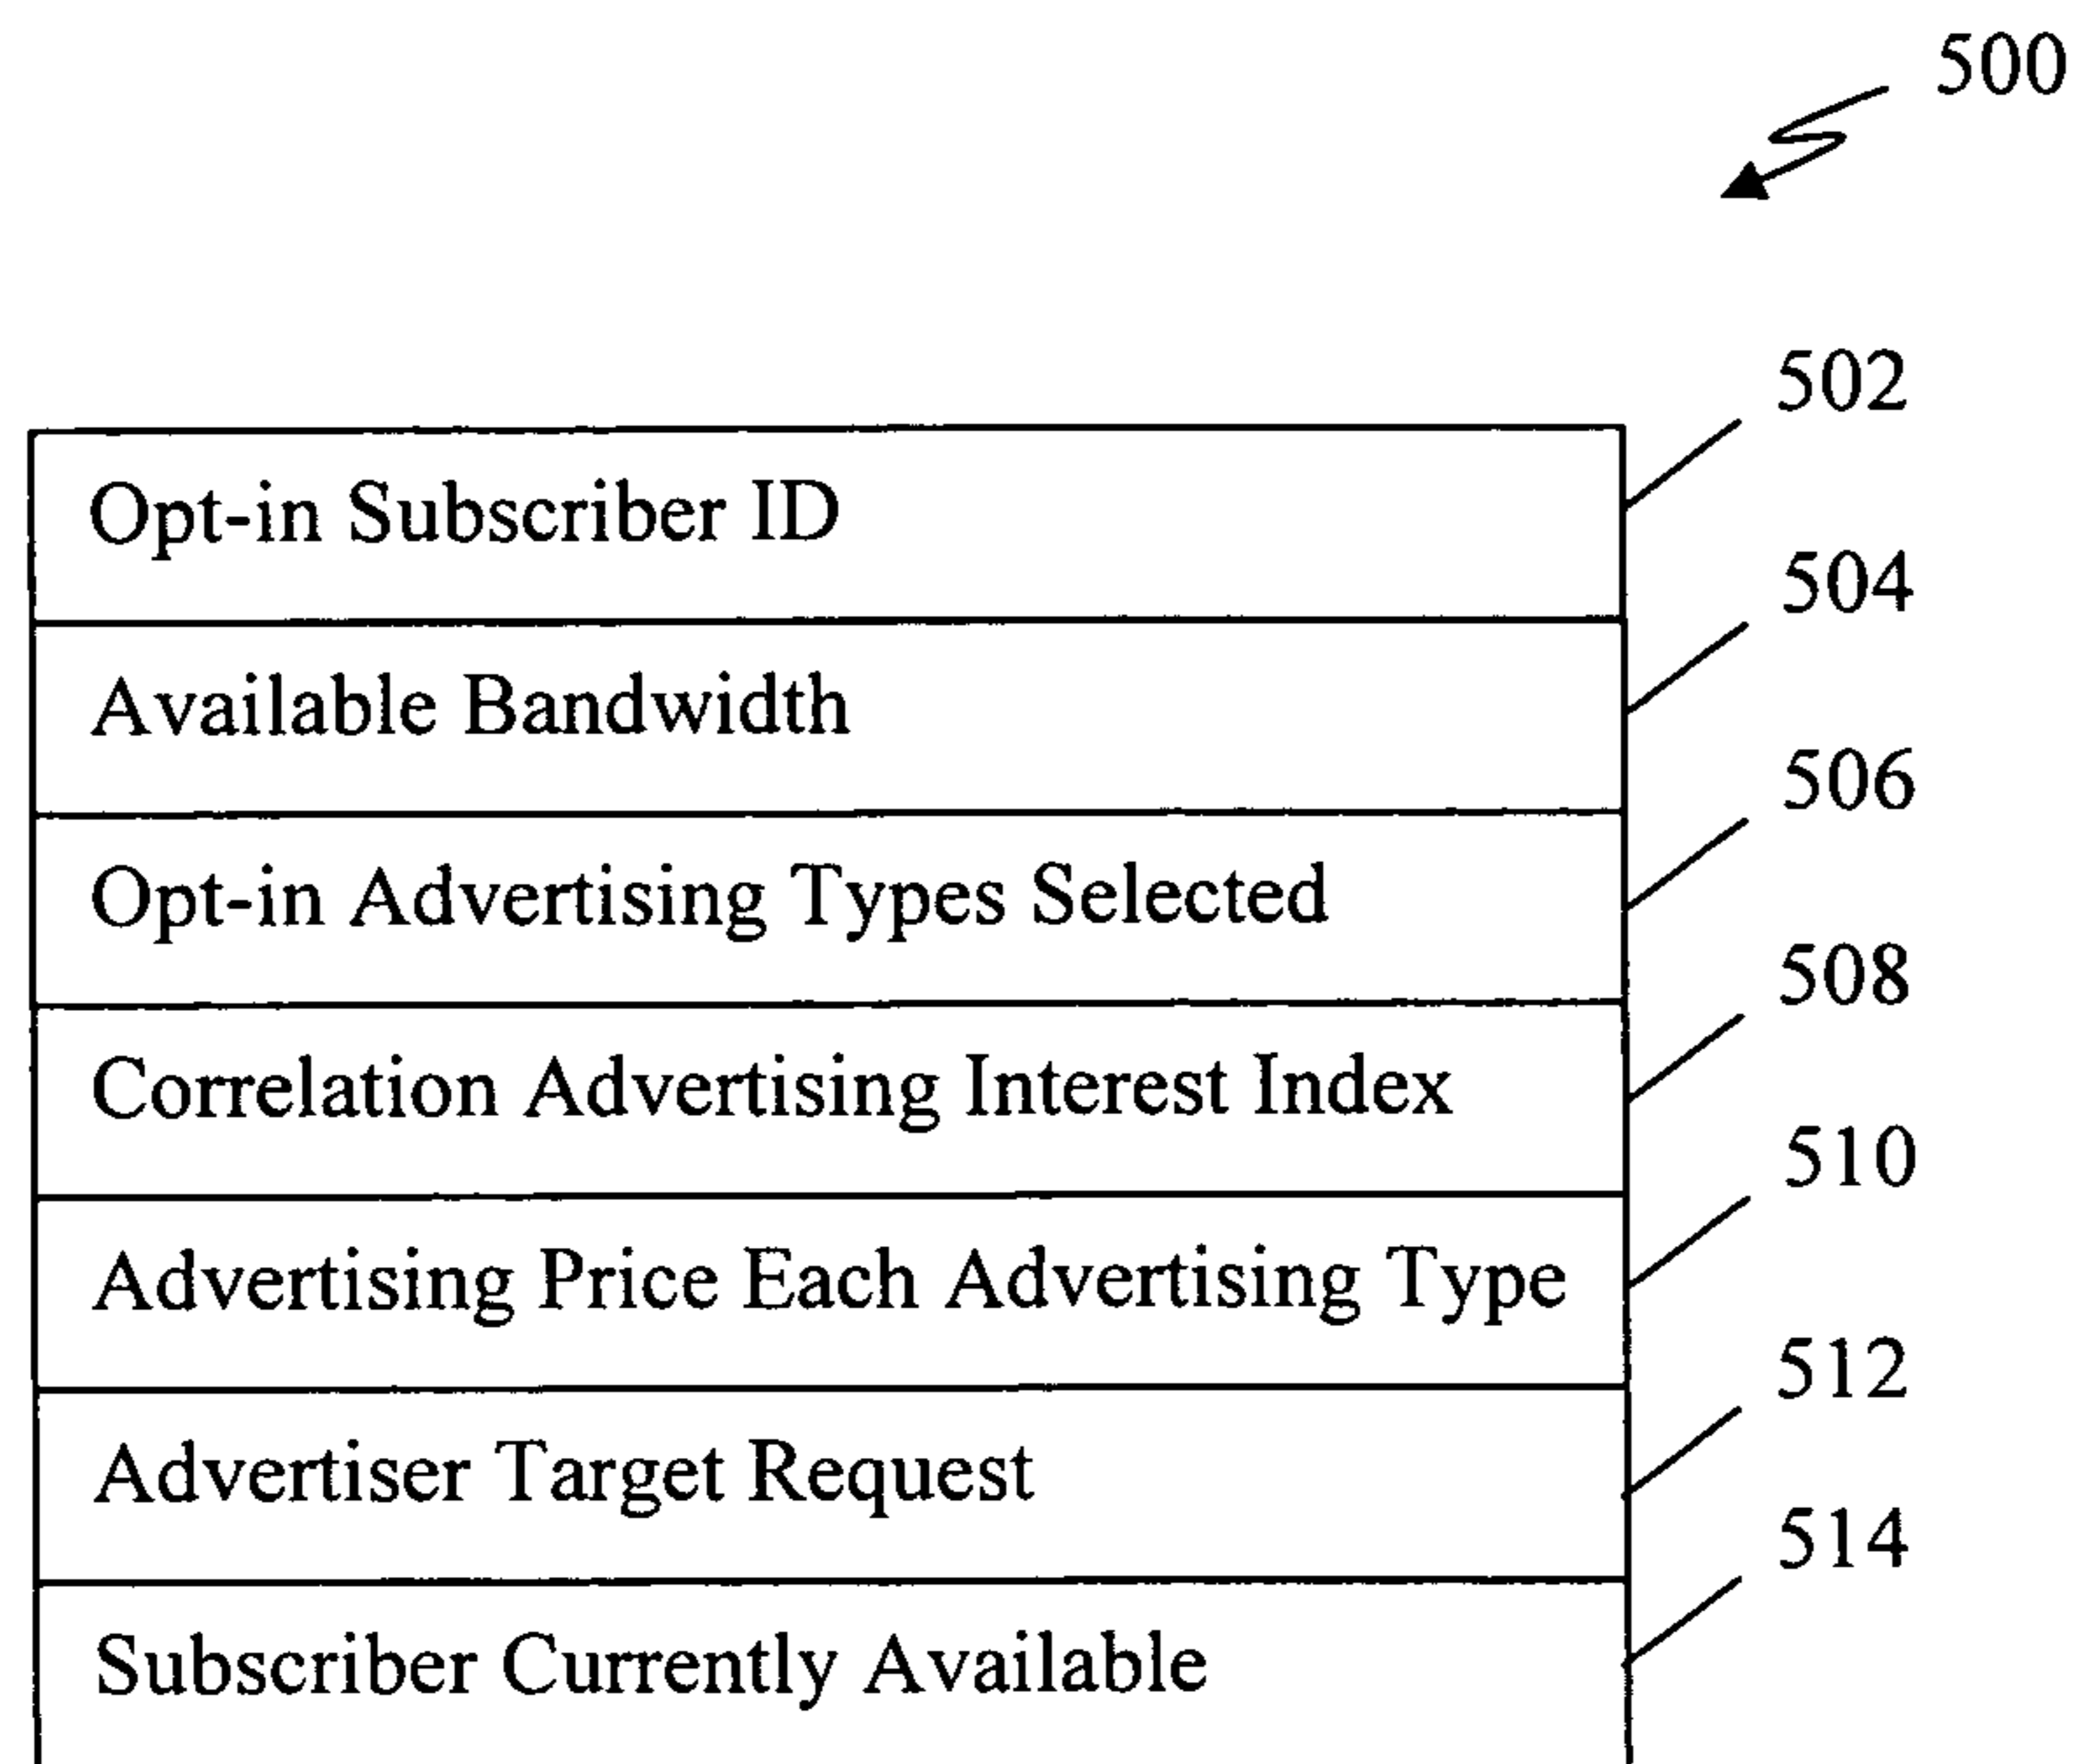 500
502
Opt-in Subscriber ID
504
Available Bandwidth
506
Opt-in Advertising Types Selected
508
Correlation Advertising Interest Index
510
Advertising Price Each Advertising Type
512
Advertiser Target Request
514
Subscriber Currently Available